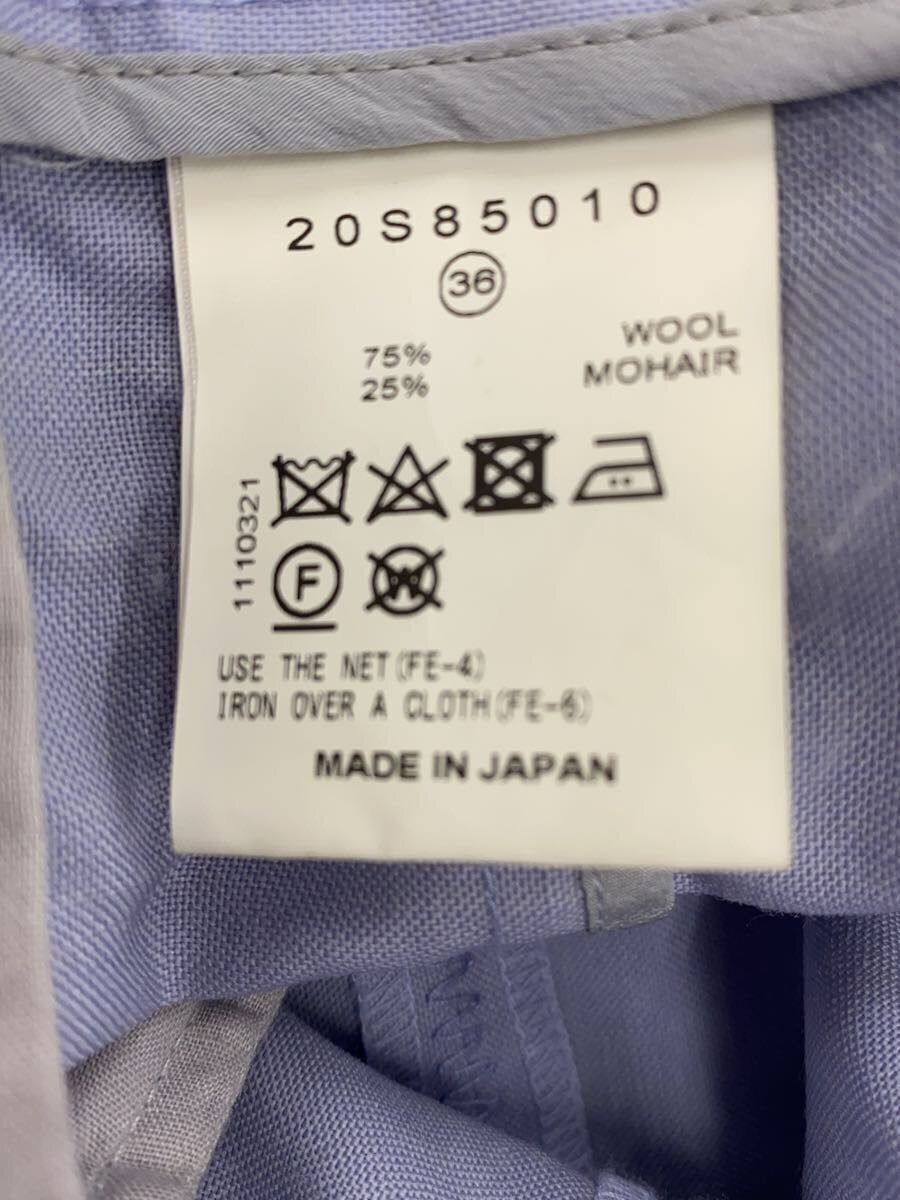 20S85010
36
75% WOOL
25% MOHAIR
1110321
F W
USE THE NET(FE-4)
IRON OVER A CLOTH(FE-6)
MADE IN JAPAN